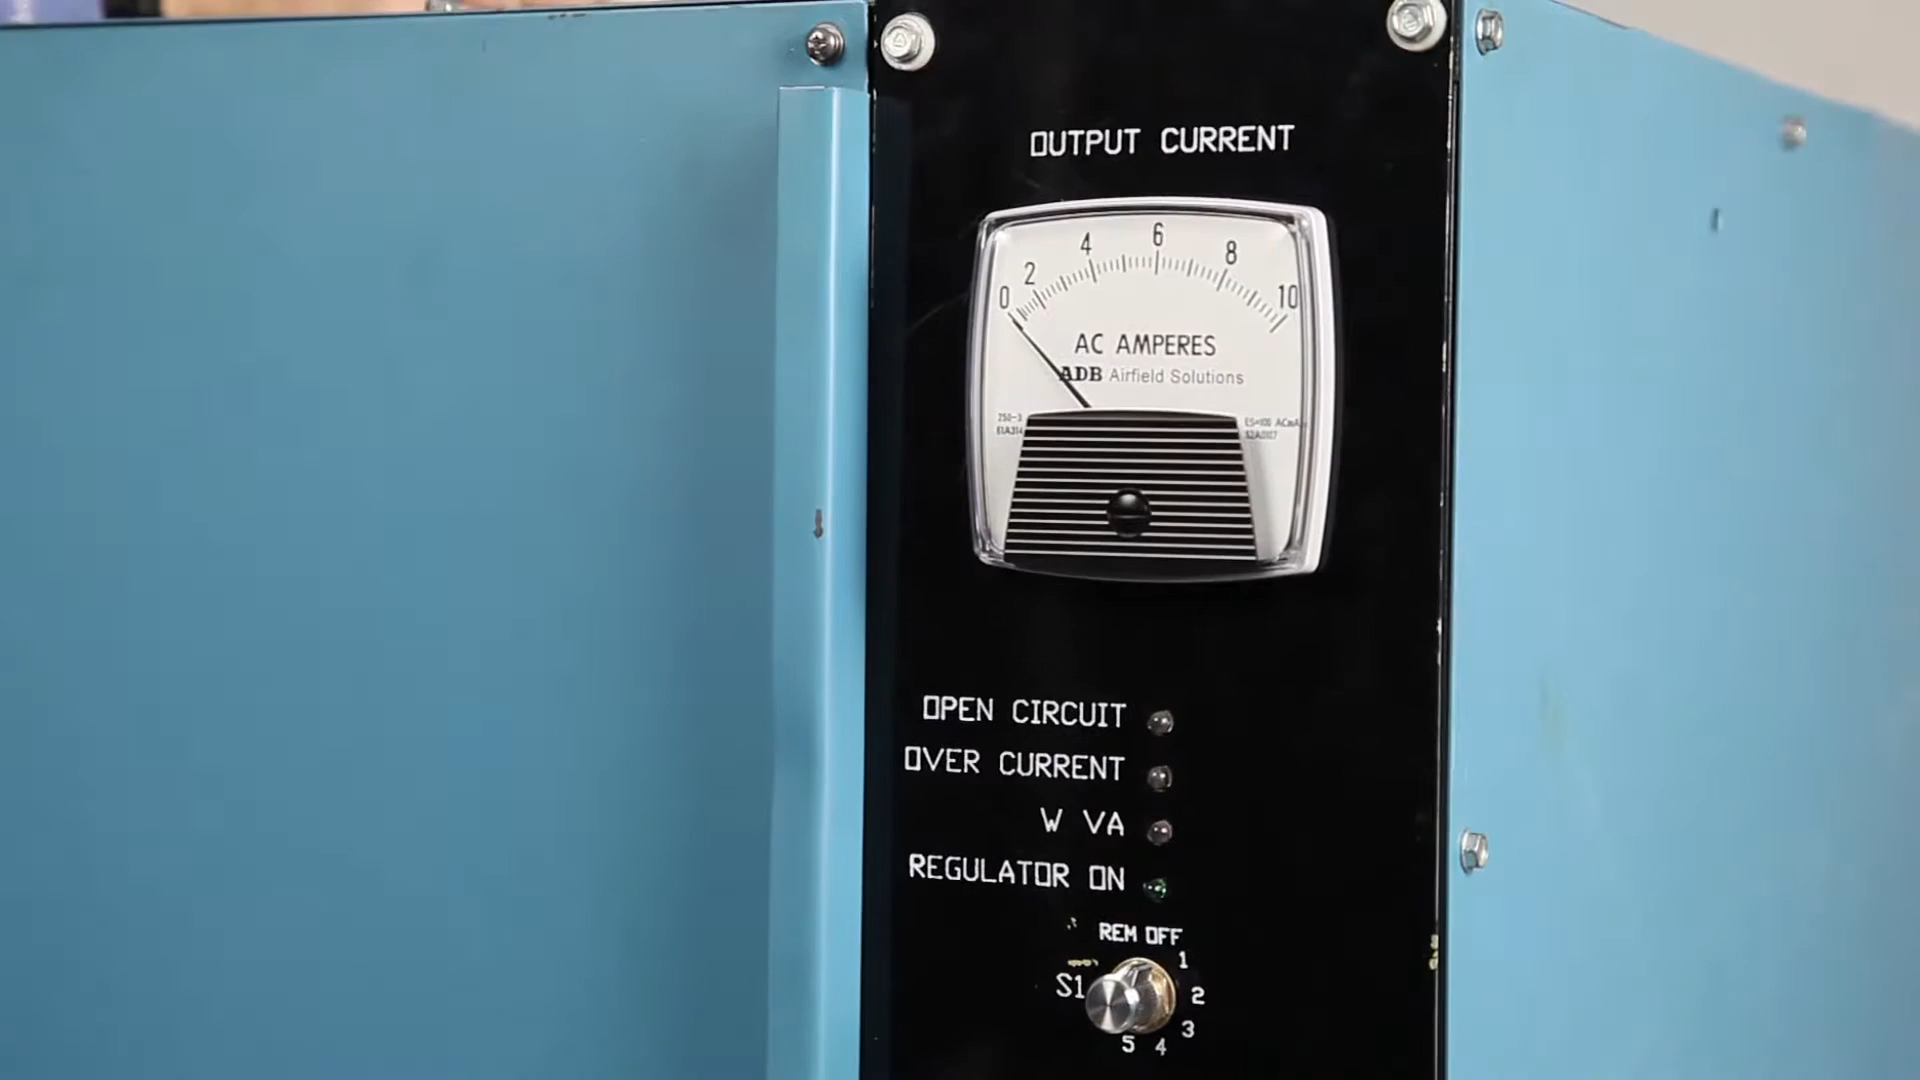 OUTPUT CURRENT
0 2 4 6 8 10
AC AMPERES
ADB Airfield Solutions
OPEN CIRCUIT
OVER CURRENT
W VA
REGULATOR ON
REM OFF
1
S1
2
3
5 4